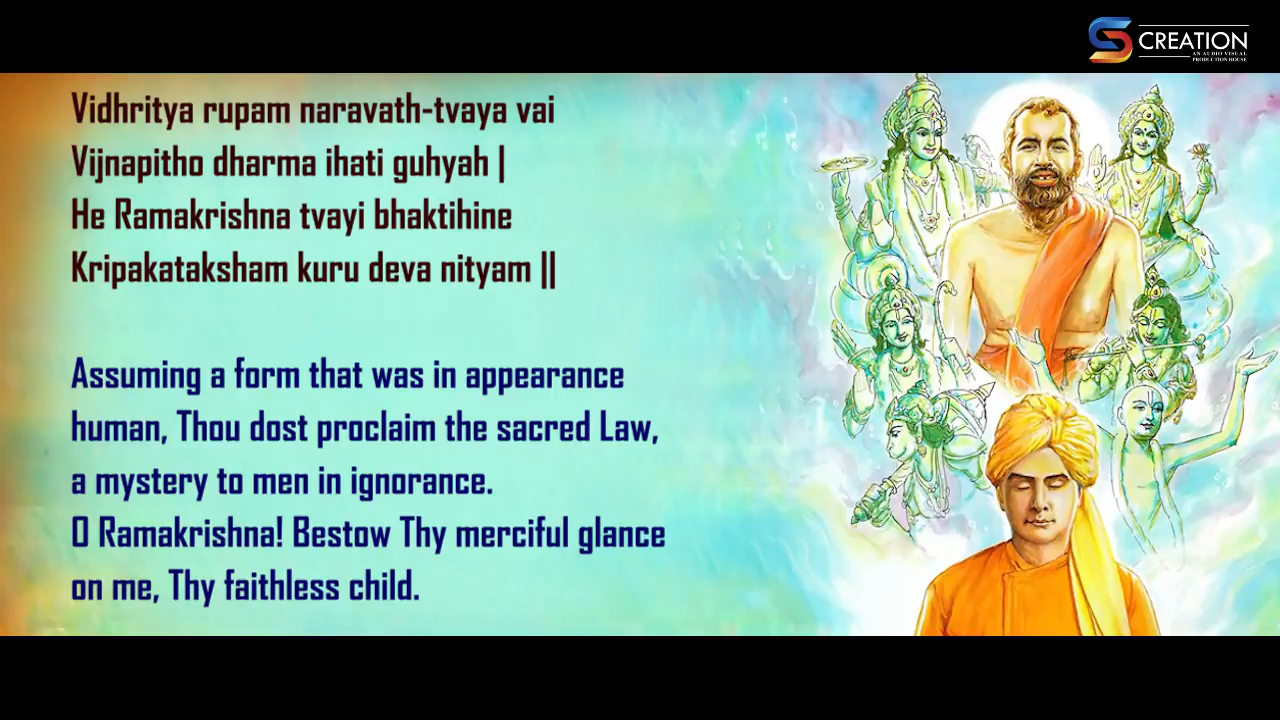 CREATION
AN AUDIO VISUAL
PRODUCTION HOUSE
Vidhritya rupam naravath-tvaya vai
Vijnapitho dharma ihati guhyah |
He Ramakrishna tvayi bhaktihine
Kripakataksham kuru deva nityam ||
Assuming a form that was in appearance
human, Thou dost proclaim the sacred Law,
a mystery to men in ignorance.
O Ramakrishna! Bestow Thy merciful glance
on me, Thy faithless child.